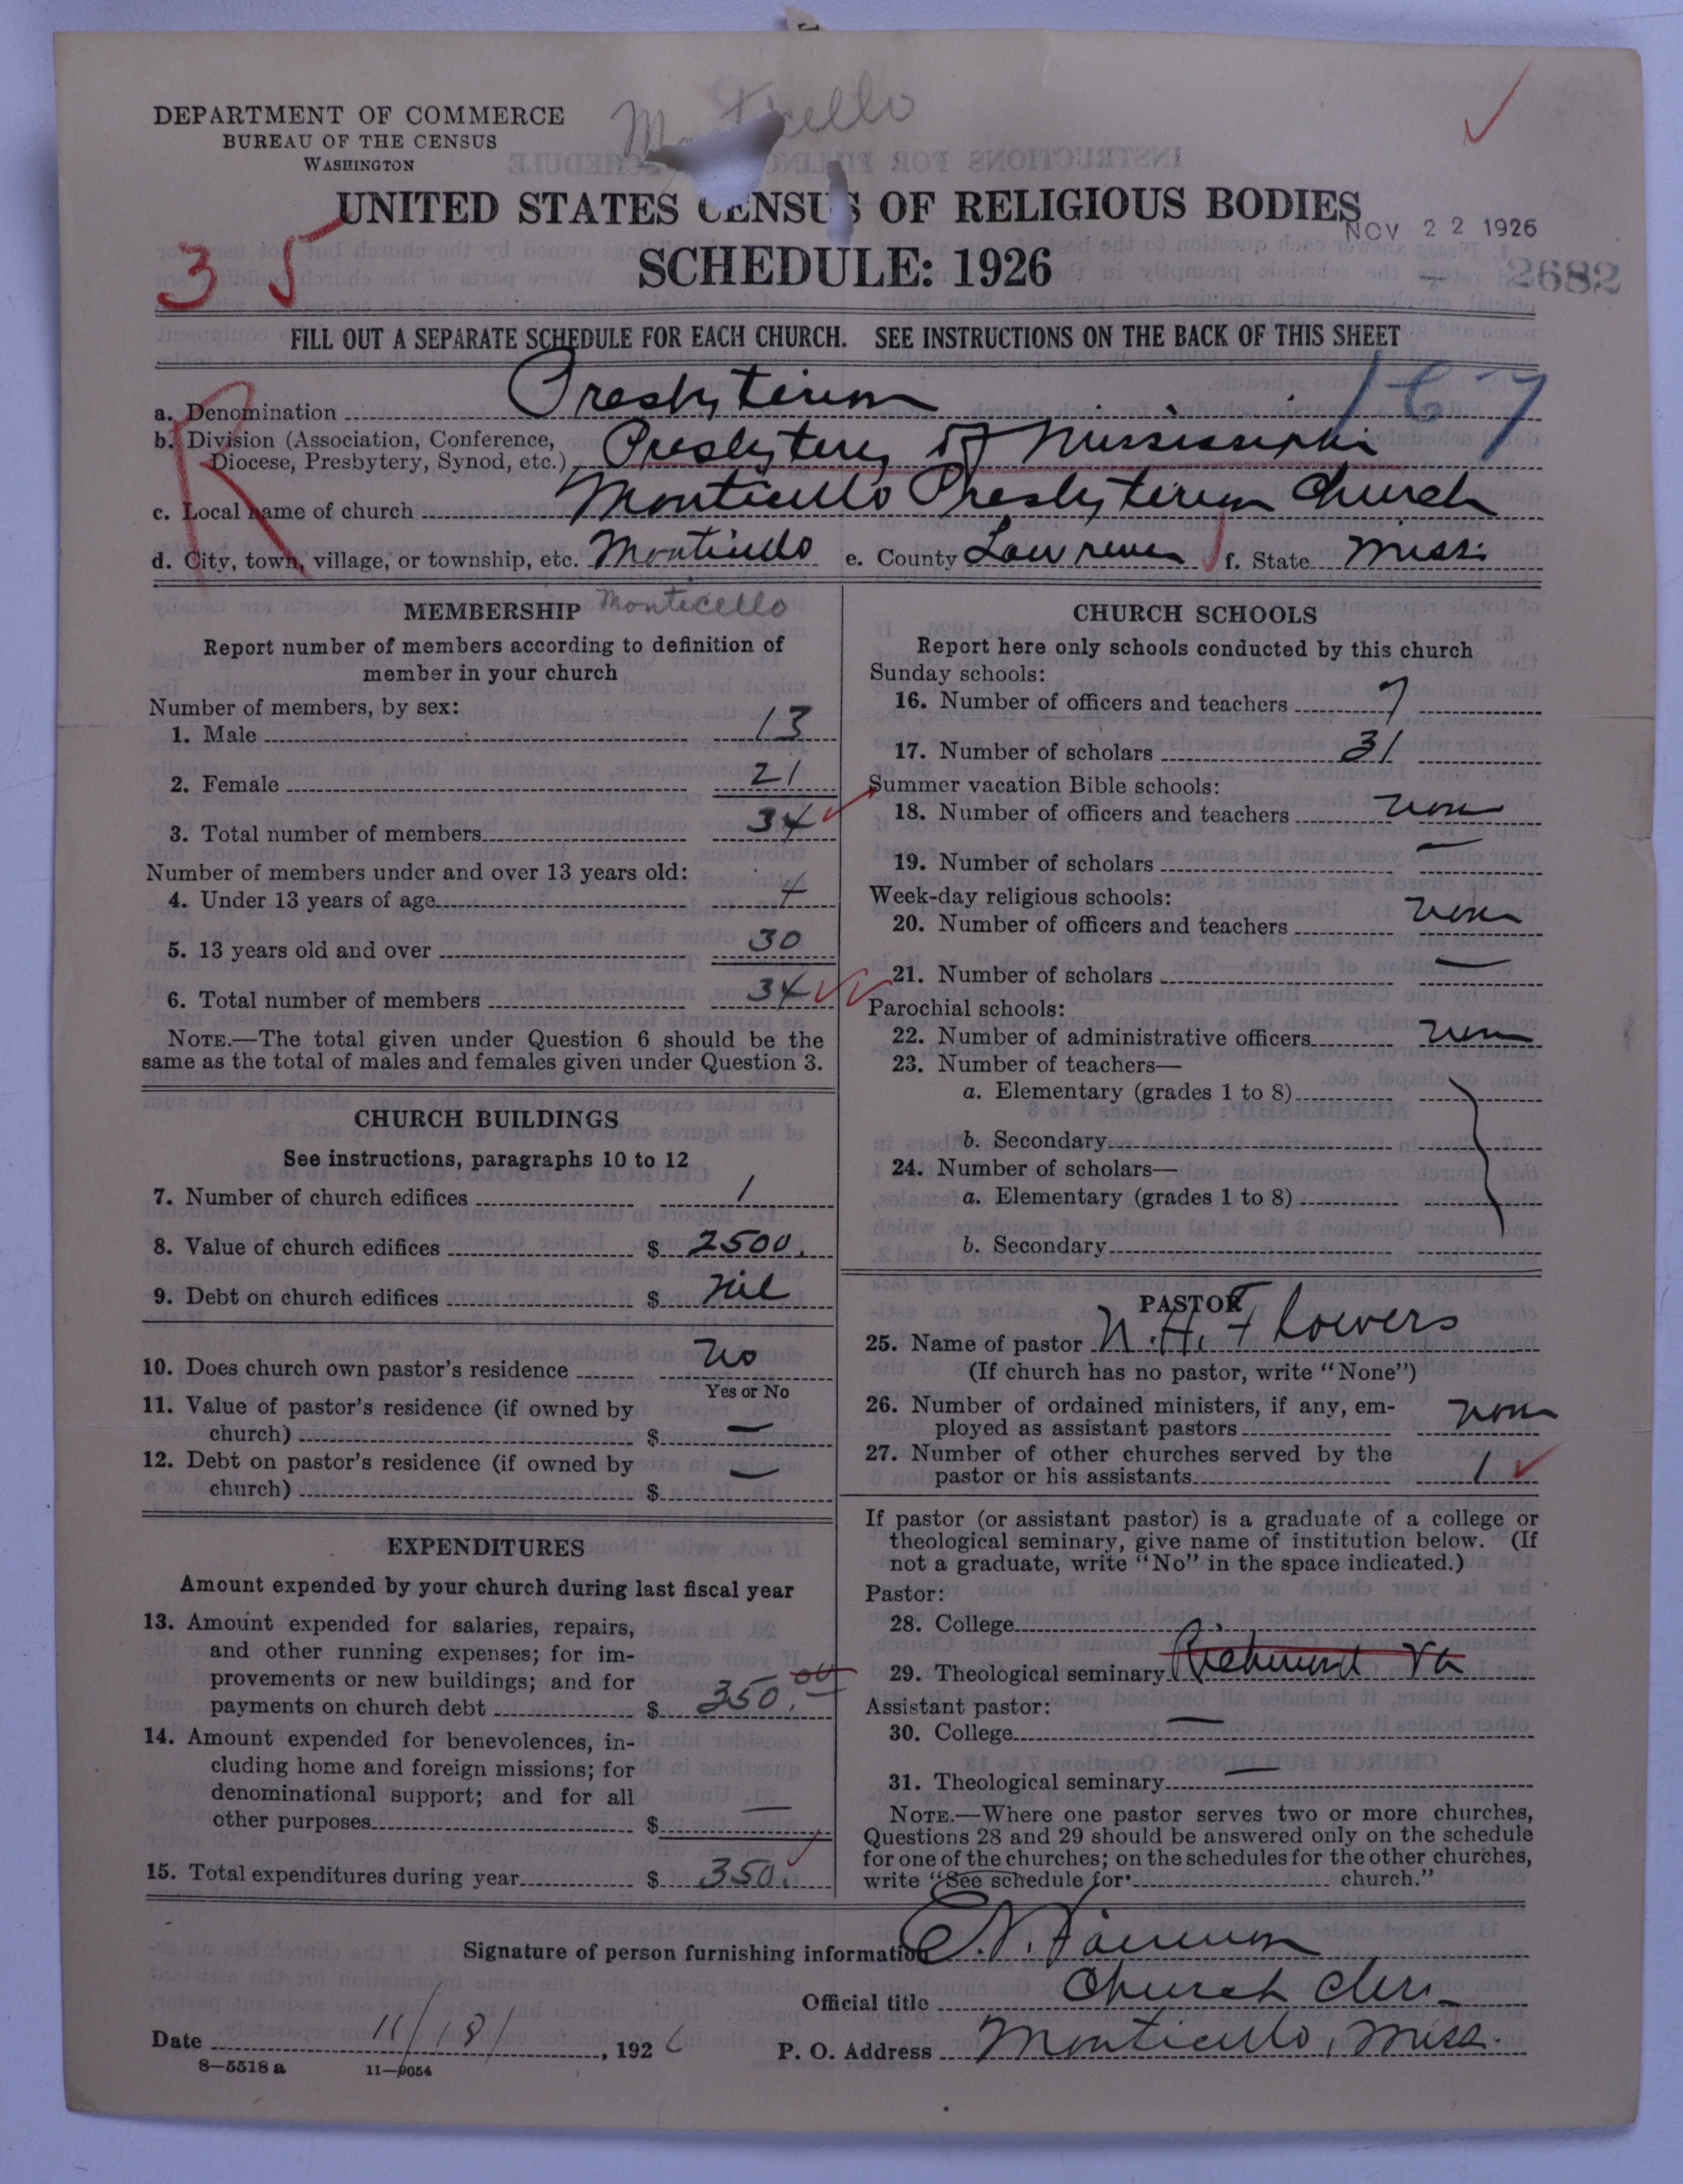 Monticello
DEPARTMENT OF COMMERCE
BUREAU OF THE CENSUS
WASHINGTON
UNITED STATES CENSUS OF RELIGIOUS BODIES
NOV 22 1926
SCHEDULE: 1926
35
2682
FILL OUT A SEPARATE SCHEDULE FOR EACH CHURCH. SEE INSTRUCTIONS ON THE BACK OF THIS SHEET
a. Denomination Presbyterian
b. Division (Association, Conference,
Diocese, Presbytery, Synod, etc.) Presbytery of Mississippi
c. Local name of church Monticello Presbyterian Church
d. City, town, village, or township, etc. Monticello e. County Lawrence f. State Miss.
R
MEMBERSHIP Monticello
Report number of members according to definition of
member in your church
Number of members, by sex:
1. Male 13
2. Female 21
3. Total number of members 34
Number of members under and over 13 years old:
4. Under 13 years of age 4
5. 13 years old and over 30
6. Total number of members 34
NOTE.—The total given under Question 6 should be the
same as the total of males and females given under Question 3.
CHURCH BUILDINGS
See instructions, paragraphs 10 to 12
7. Number of church edifices 1
8. Value of church edifices $ 2500.
9. Debt on church edifices $ Nil
10. Does church own pastor's residence No
Yes or No
11. Value of pastor's residence (if owned by
church) $ —
12. Debt on pastor's residence (if owned by
church) $ —
EXPENDITURES
Amount expended by your church during last fiscal year
13. Amount expended for salaries, repairs,
and other running expenses; for im-
provements or new buildings; and for
payments on church debt $ 350.00
14. Amount expended for benevolences, in-
cluding home and foreign missions; for
denominational support; and for all
other purposes $ —
15. Total expenditures during year $ 350.
CHURCH SCHOOLS
Report here only schools conducted by this church
Sunday schools:
16. Number of officers and teachers 7
17. Number of scholars 31
Summer vacation Bible schools:
18. Number of officers and teachers none
19. Number of scholars —
Week-day religious schools:
20. Number of officers and teachers none
21. Number of scholars —
Parochial schools:
22. Number of administrative officers none
23. Number of teachers—
a. Elementary (grades 1 to 8)
b. Secondary
24. Number of scholars—
a. Elementary (grades 1 to 8)
b. Secondary
PASTOR
25. Name of pastor N. H. Flowers
(If church has no pastor, write "None")
26. Number of ordained ministers, if any, em-
ployed as assistant pastors none
27. Number of other churches served by the
pastor or his assistants 1
If pastor (or assistant pastor) is a graduate of a college or
theological seminary, give name of institution below. (If
not a graduate, write "No" in the space indicated.)
Pastor:
28. College
29. Theological seminary Richmond Va
Assistant pastor:
30. College —
31. Theological seminary —
NOTE.—Where one pastor serves two or more churches,
Questions 28 and 29 should be answered only on the schedule
for one of the churches; on the schedules for the other churches,
write "See schedule for church."
Signature of person furnishing information E. N.
Official title Church Clerk
Date 11/18/, 1926 P. O. Address Monticello, Miss.
8—5518 a 11—9054